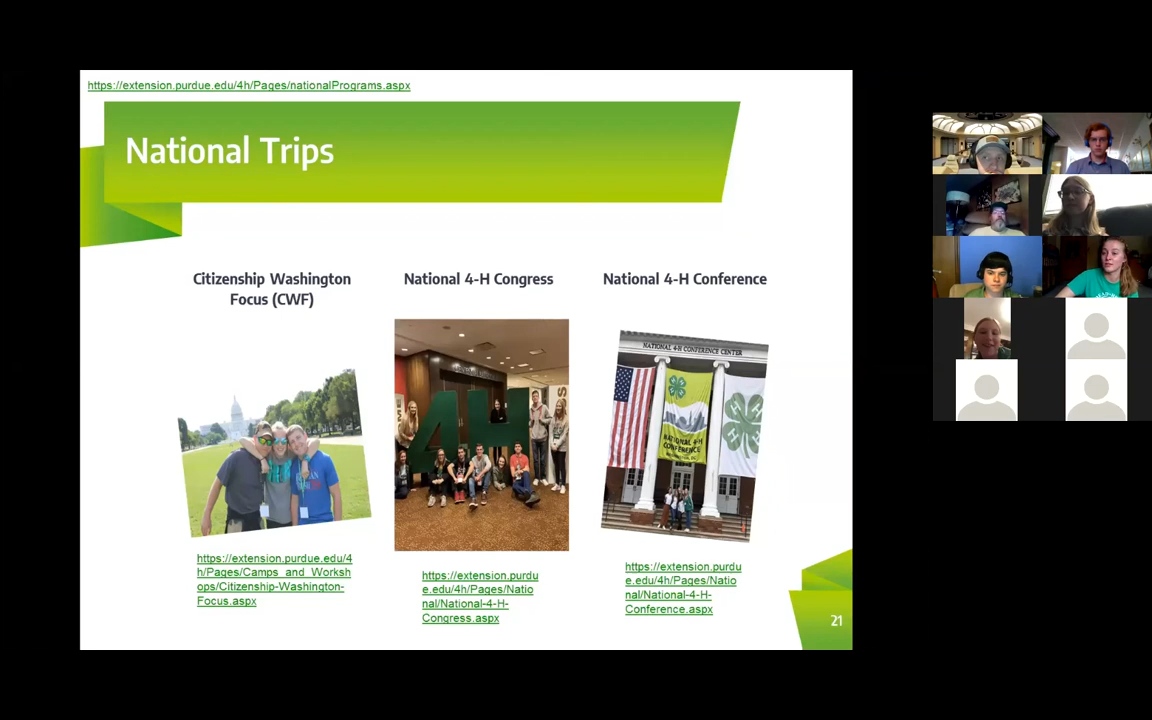 https://extension.purdue.edu/4h/Pages/nationalPrograms.aspx
National Trips
Citizenship Washington
Focus (CWF)
National 4-H Congress
National 4-H Conference
4H
NATIONAL 4-H CONFERENCE CENTER
NATIONAL 4-H
CONFERENCE
H H H H
https://extension.purdue.edu/4
h/Pages/Camps_and_Worksh
ops/Citizenship-Washington-
Focus.aspx
https://extension.purdu
e.edu/4h/Pages/Natio
nal/National-4-H-
Congress.aspx
https://extension.purdu
e.edu/4h/Pages/Natio
nal/National-4-H-
Conference.aspx
21